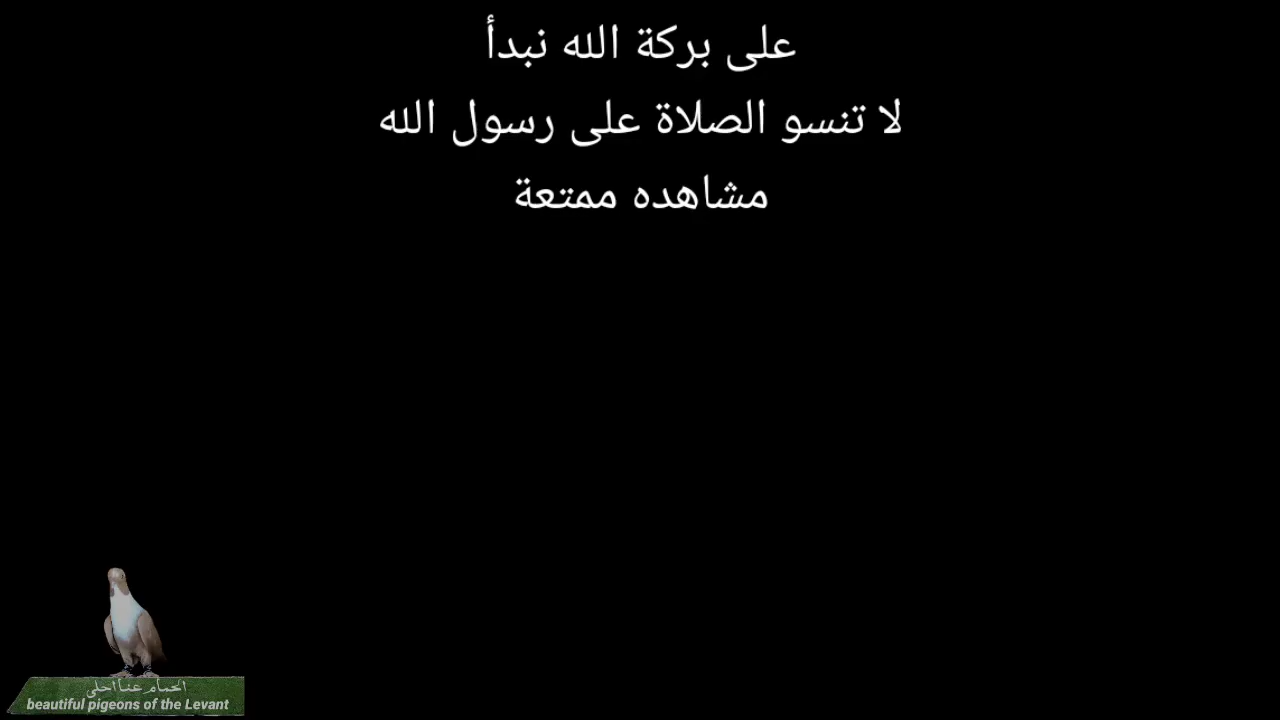 على بركة الله نبدأ
لا تنسو الصلاة على رسول الله
مشاهده ممتعة
الحمام عنا احلى
beautiful pigeons of the Levant